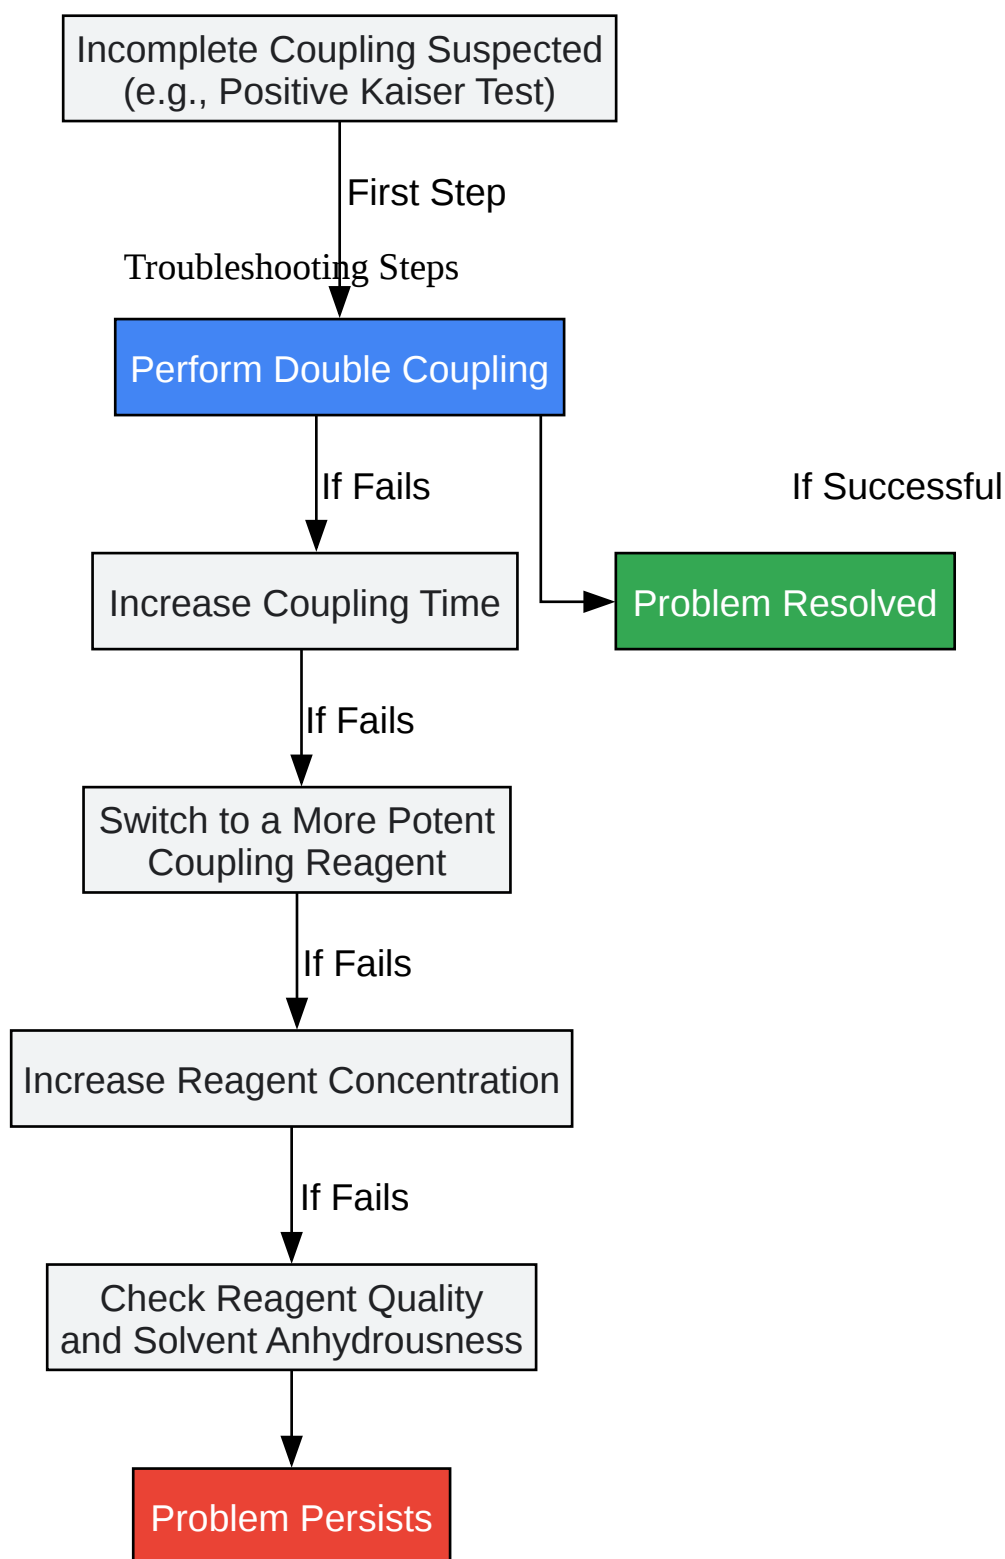 Incomplete Coupling Suspected
(e.g., Positive Kaiser Test)
First Step
Troubleshooting Steps
Perform Double Coupling
If Fails
If Successful
Increase Coupling Time
Problem Resolved
If Fails
Switch to a More Potent
Coupling Reagent
If Fails
Increase Reagent Concentration
If Fails
Check Reagent Quality
and Solvent Anhydrousness
Problem Persists